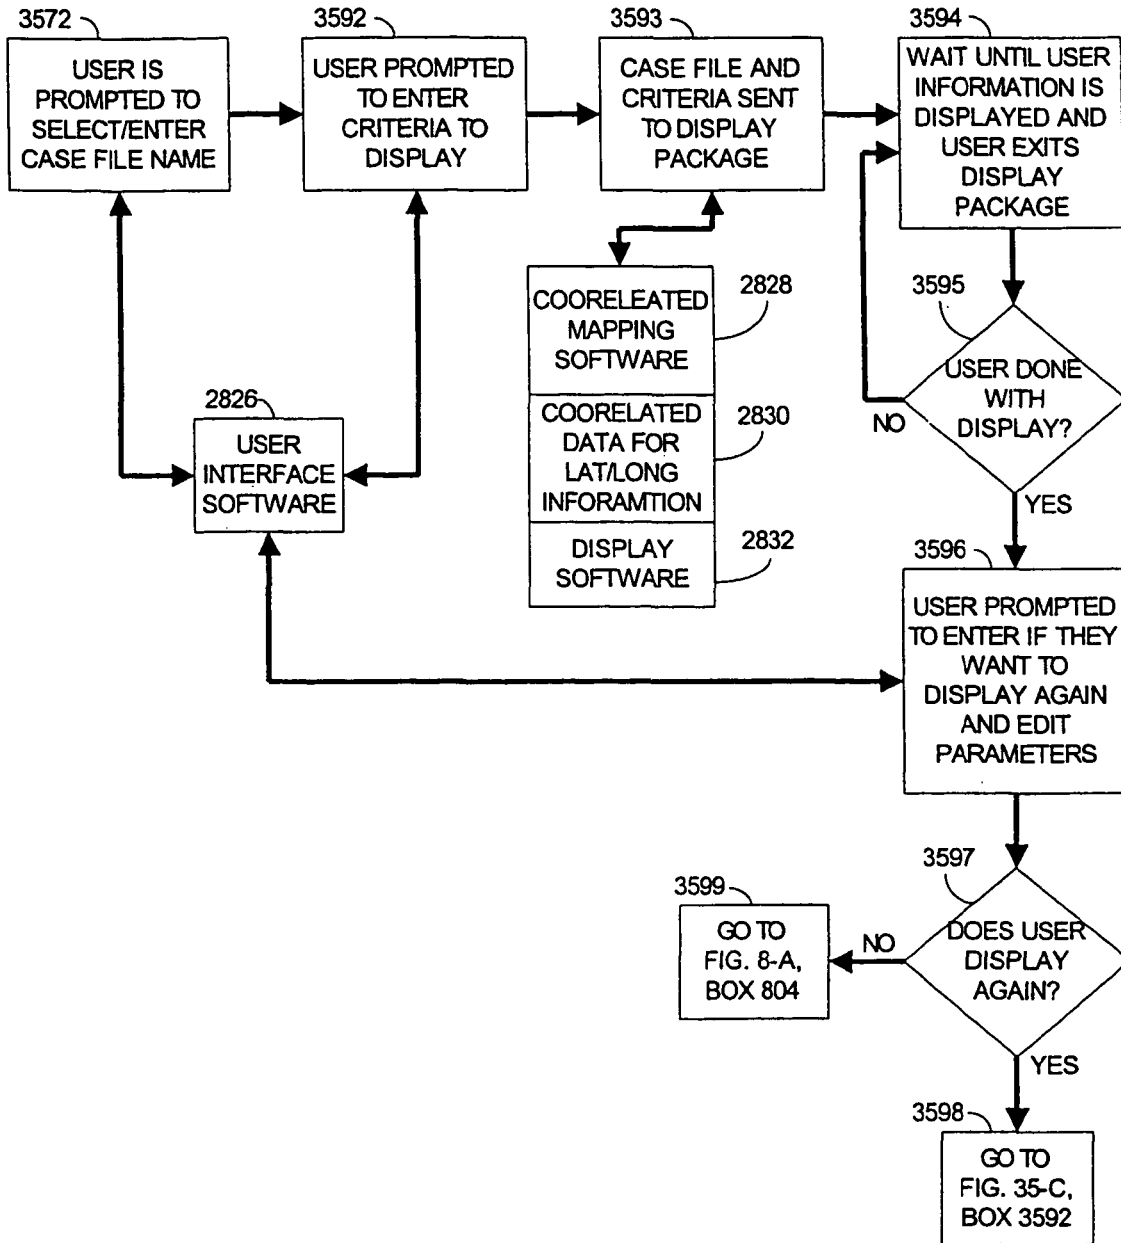 3572
USER IS
PROMPTED TO
SELECT/ENTER
CASE FILE NAME
3592
USER PROMPTED
TO ENTER
CRITERIA TO
DISPLAY
3593
CASE FILE AND
CRITERIA SENT
TO DISPLAY
PACKAGE
3594
WAIT UNTIL USER
INFORMATION IS
DISPLAYED AND
USER EXITS
DISPLAY
PACKAGE
COORELEATED
MAPPING
SOFTWARE
2828
COORELATED
DATA FOR
LAT/LONG
INFORAMTION
2830
DISPLAY
SOFTWARE
2832
3595
USER DONE
WITH
DISPLAY?
NO
YES
2826
USER
INTERFACE
SOFTWARE
3596
USER PROMPTED
TO ENTER IF THEY
WANT TO
DISPLAY AGAIN
AND EDIT
PARAMETERS
3597
DOES USER
DISPLAY
AGAIN?
NO
YES
3599
GO TO
FIG. 8-A,
BOX 804
3598
GO TO
FIG. 35-C,
BOX 3592